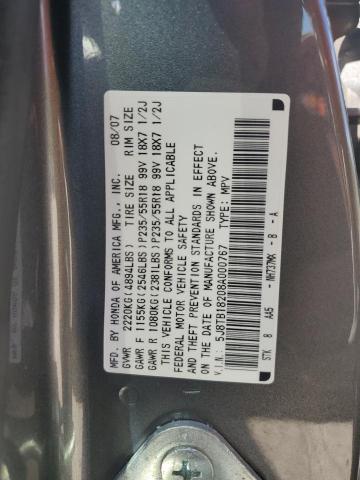 MFD. BY HONDA OF AMERICA MFG., INC. 08/07
GVWR 2220KG(4894LBS) TIRE SIZE RIM SIZE
GAWR F 1155KG(2546LBS)P235/55R18 99V 18X7 1/2J
GAWR R 1080KG(2381LBS)P235/55R18 99V 18X7 1/2J
THIS VEHICLE CONFORMS TO ALL APPLICABLE
FEDERAL MOTOR VEHICLE SAFETY
AND THEFT PREVENTION STANDARDS IN EFFECT
ON THE DATE OF MANUFACTURE SHOWN ABOVE.
V.I.N.: 5J8TB18208A000767 TYPE: MPV
STK 8 AA5 - NH737MX - B - A